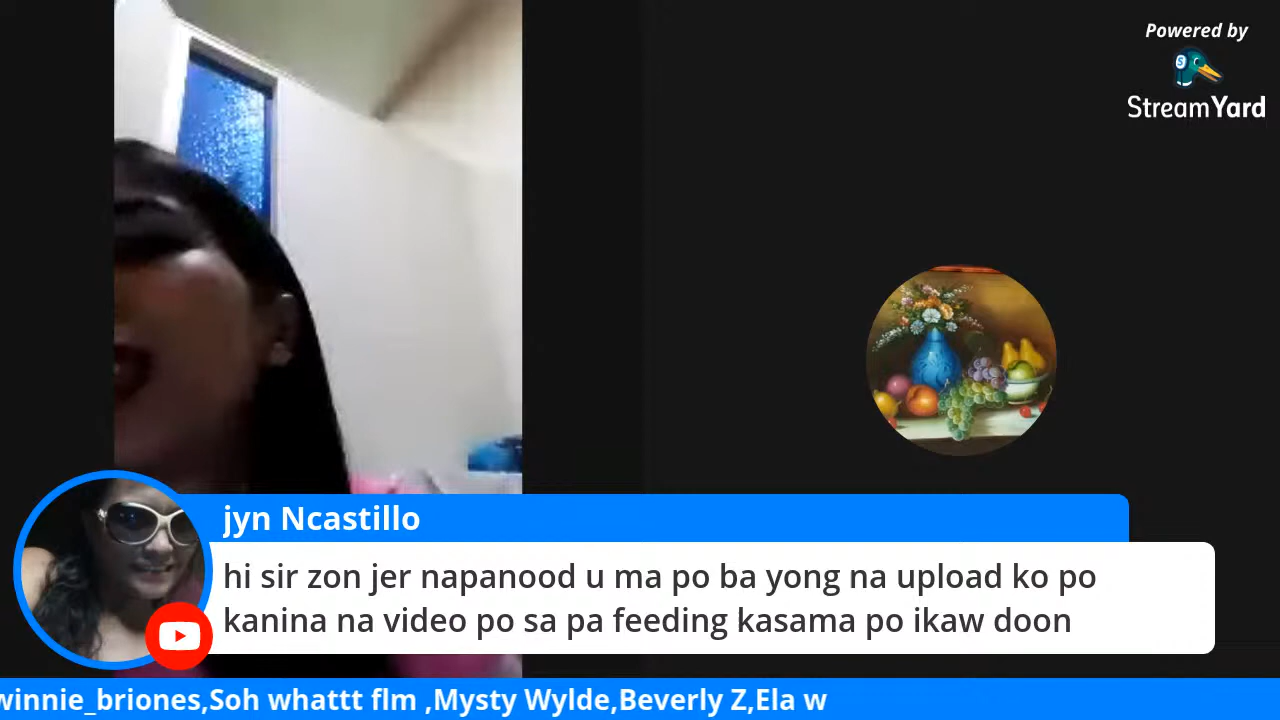 Powered by
StreamYard
jyn Ncastillo
hi sir zon jer napanood u ma po ba yong na upload ko po
kanina na video po sa pa feeding kasama po ikaw doon
winnie_briones,Soh whattt flm ,Mysty Wylde,Beverly Z,Ela w